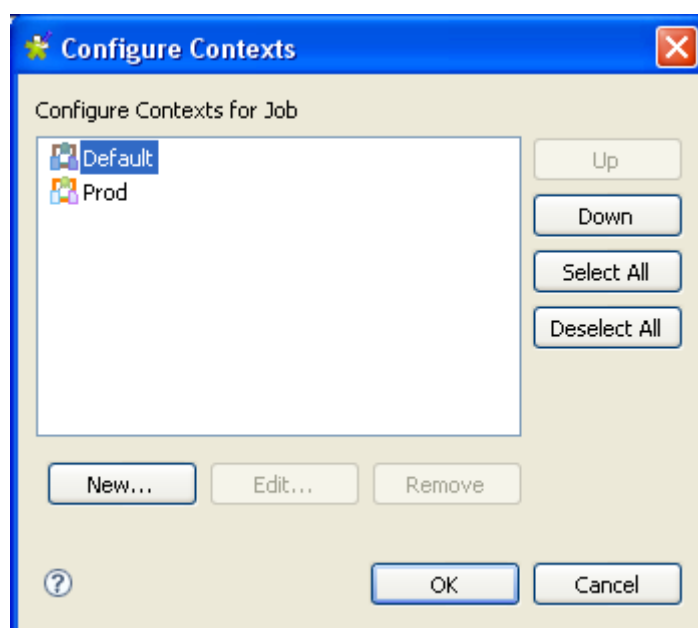 Configure Contexts
Configure Contexts for Job
Default
Prod
Up
Down
Select All
Deselect All
New...
Edit...
Remove
?
OK
Cancel